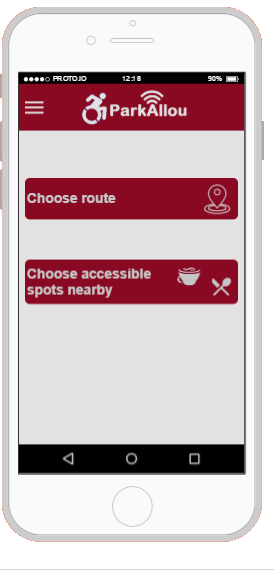 PROTO.IO 12:18 90%
ParkAllou
Choose route
Choose accessible
spots nearby